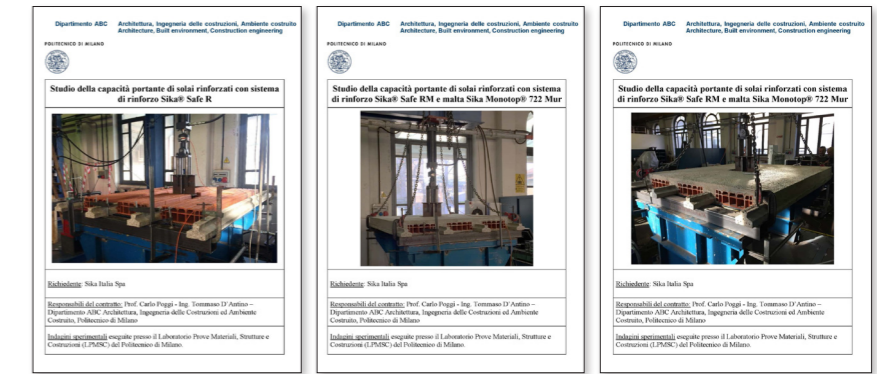 Dipartimento ABC Architettura, Ingegneria delle costruzioni, Ambiente costruito
Architecture, Built environment, Construction engineering
POLITECNICO DI MILANO
Studio della capacità portante di solai rinforzati con sistema
di rinforzo Sika® Safe R
Richiedente: Sika Italia Spa
Responsabili del contratto: Prof. Carlo Poggi - Ing. Tommaso D'Antino –
Dipartimento ABC Architettura, Ingegneria delle Costruzioni ed Ambiente
Costruito, Politecnico di Milano
Indagini sperimentali eseguite presso il Laboratorio Prove Materiali, Strutture e
Costruzioni (LPMSC) del Politecnico di Milano.
Dipartimento ABC Architettura, Ingegneria delle costruzioni, Ambiente costruito
Architecture, Built environment, Construction engineering
POLITECNICO DI MILANO
Studio della capacità portante di solai rinforzati con sistema
di rinforzo Sika® Safe RM e malta Sika Monotop® 722 Mur
Richiedente: Sika Italia Spa
Responsabili del contratto: Prof. Carlo Poggi - Ing. Tommaso D'Antino –
Dipartimento ABC Architettura, Ingegneria delle Costruzioni ed Ambiente
Costruito, Politecnico di Milano
Indagini sperimentali eseguite presso il Laboratorio Prove Materiali, Strutture e
Costruzioni (LPMSC) del Politecnico di Milano.
Dipartimento ABC Architettura, Ingegneria delle costruzioni, Ambiente costruito
Architecture, Built environment, Construction engineering
POLITECNICO DI MILANO
Studio della capacità portante di solai rinforzati con sistema
di rinforzo Sika® Safe RM e malta Sika Monotop® 722 Mur
Richiedente: Sika Italia Spa
Responsabili del contratto: Prof. Carlo Poggi - Ing. Tommaso D'Antino –
Dipartimento ABC Architettura, Ingegneria delle Costruzioni ed Ambiente
Costruito, Politecnico di Milano
Indagini sperimentali eseguite presso il Laboratorio Prove Materiali, Strutture e
Costruzioni (LPMSC) del Politecnico di Milano.